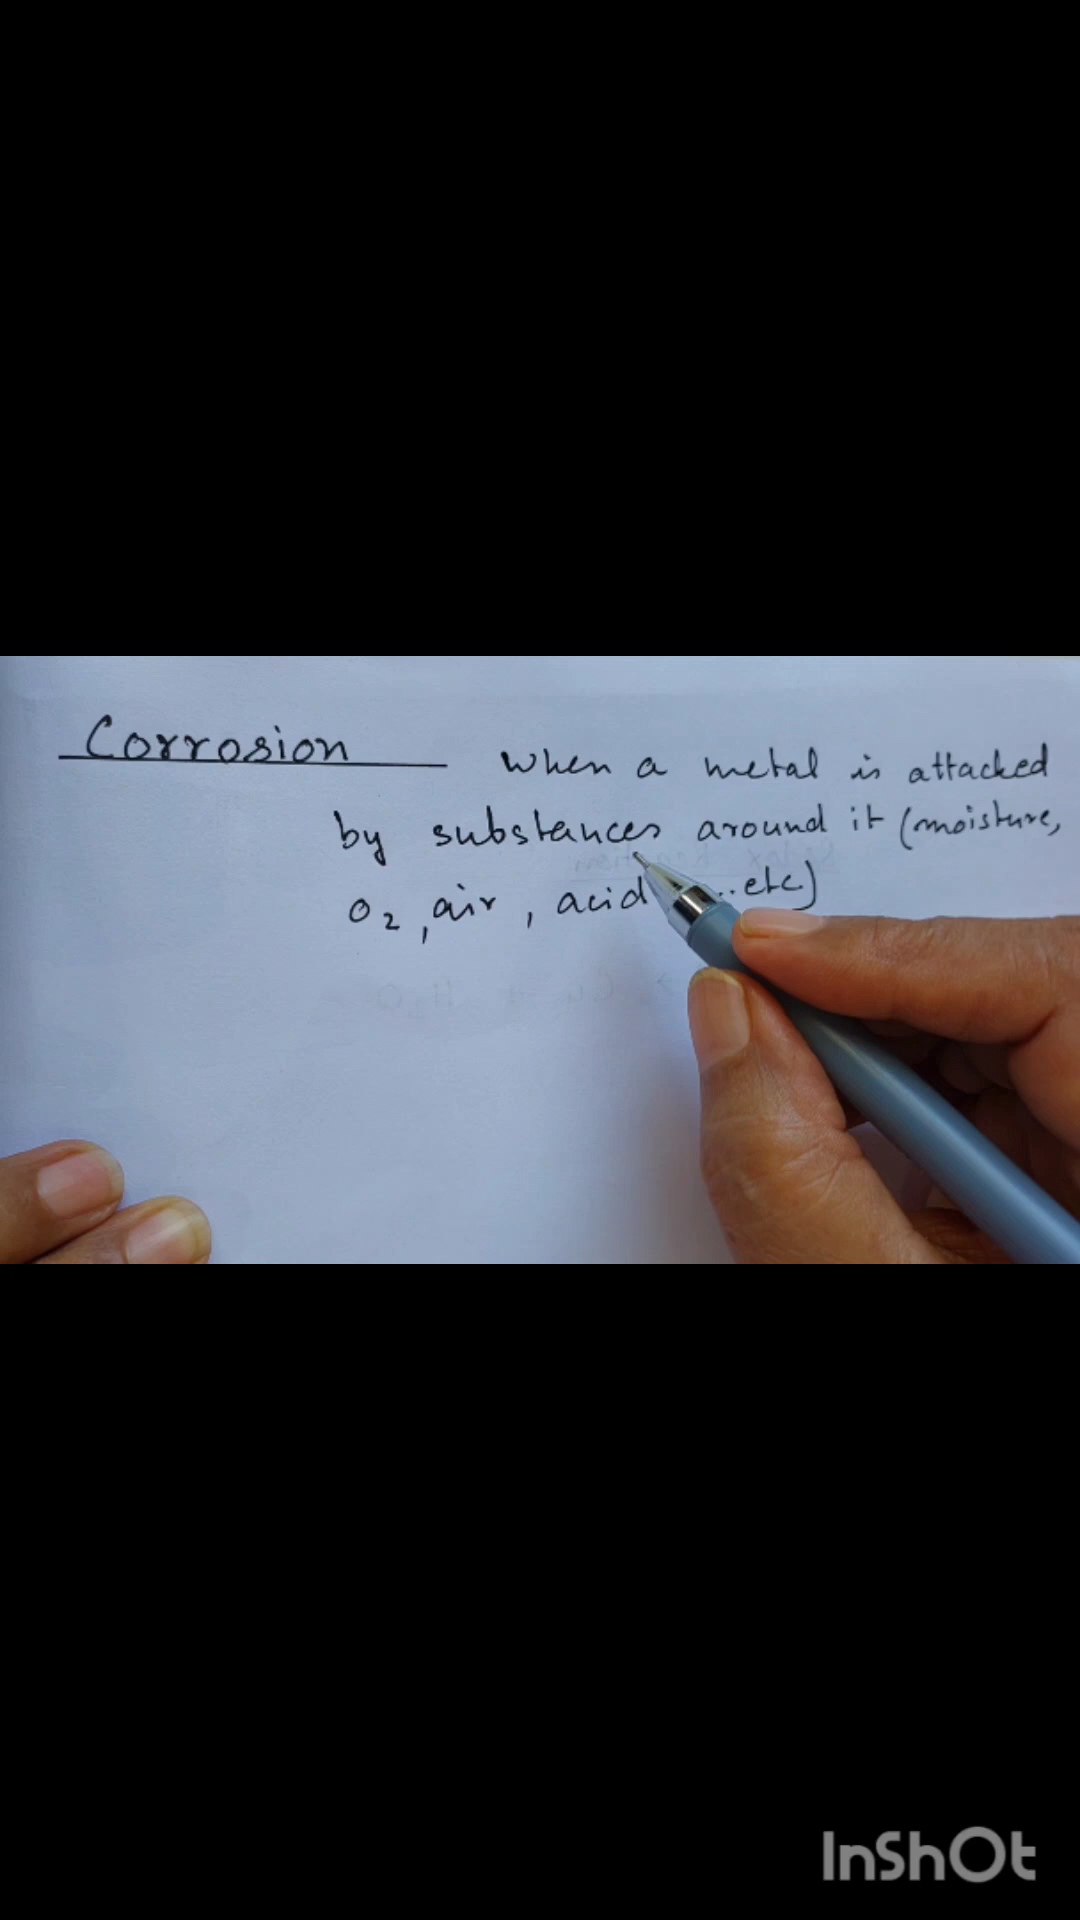 Corrosion
When a metal is attacked
by substances around it (moisture,
O2, air, acid ...etc)
InShOt